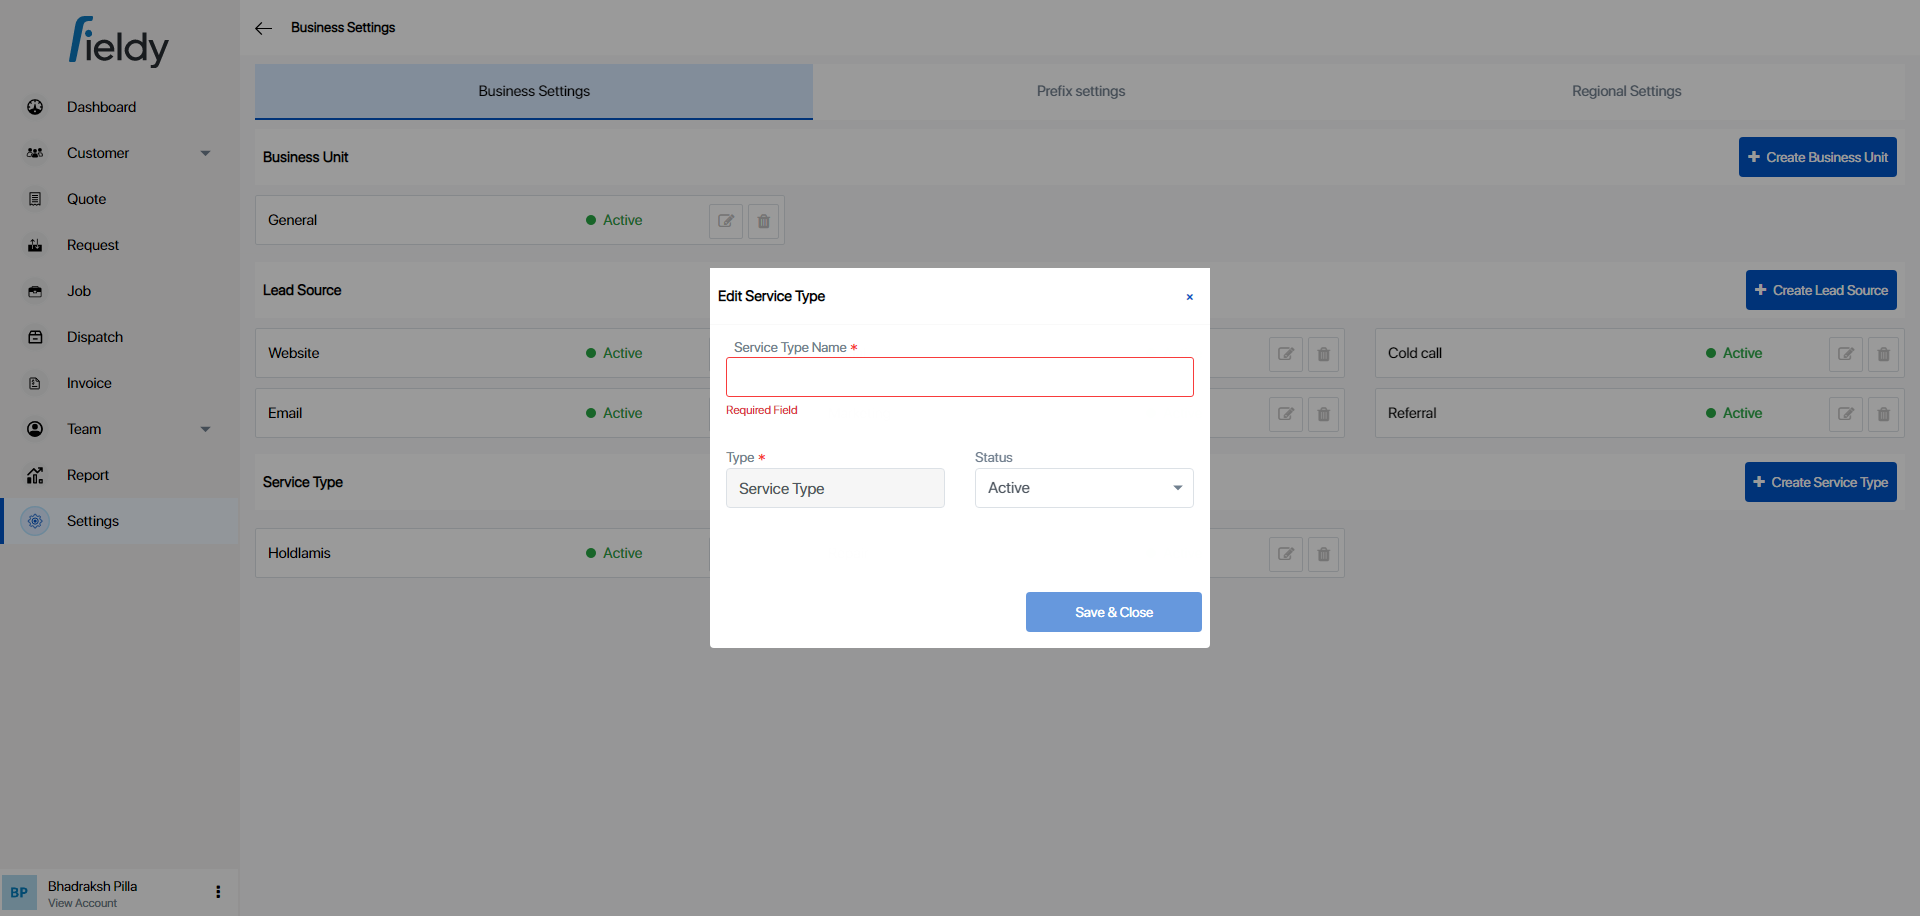 fieldy
Dashboard
Customer
Quote
Request
Job
Dispatch
Invoice
Team
Report
Settings
BP
Bhadraksh Pilla
View Account
Business Settings
Business Settings
Prefix settings
Regional Settings
Business Unit
+ Create Business Unit
General
Active
Lead Source
+ Create Lead Source
Website
Active
Cold call
Active
Email
Active
Referral
Active
Service Type
+ Create Service Type
Holdlamis
Active
Edit Service Type
×
Service Type Name *
Required Field
Type *
Service Type
Status
Active
Save & Close